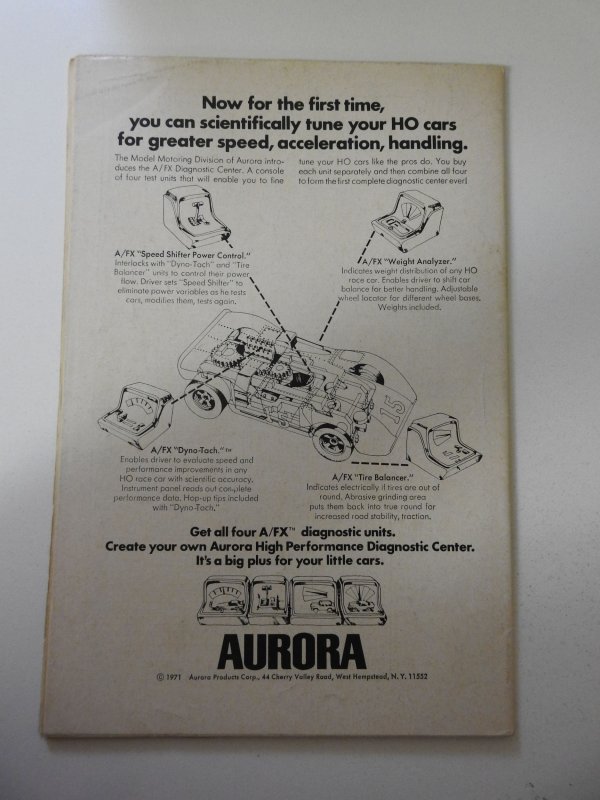 Now for the first time,
you can scientifically tune your HO cars
for greater speed, acceleration, handling.
The Model Motoring Division of Aurora intro-
duces the A/FX Diagnostic Center. A console
of four test units that will enable you to fine
tune your HO cars like the pros do. You buy
each unit separately and then combine all four
to form the first complete diagnostic center ever!
A/FX "Speed Shifter Power Control."
Interlocks with "Dyno-Tach" and "Tire
Balancer" units to control their power
flow. Driver sets "Speed Shifter" to
eliminate power variables as he tests
cars, modifies them, tests again.
A/FX "Weight Analyzer."
Indicates weight distribution of any HO
race car. Enables driver to shift car
balance for better handling. Adjustable
wheel locator for different wheel bases.
Weights included.
15
A/FX "Dyno-Tach."™
Enables driver to evaluate speed and
performance improvements in any
HO race car with scientific accuracy.
Instrument panel reads out complete
performance data. Hop-up tips included
with "Dyno-Tach."
A/FX "Tire Balancer."
Indicates electrically if tires are out of
round. Abrasive grinding area
puts them back into true round for
increased road stability, traction.
Get all four A/FX™ diagnostic units.
Create your own Aurora High Performance Diagnostic Center.
It's a big plus for your little cars.
AURORA
© 1971 Aurora Products Corp., 44 Cherry Valley Road, West Hempstead, N. Y. 11552